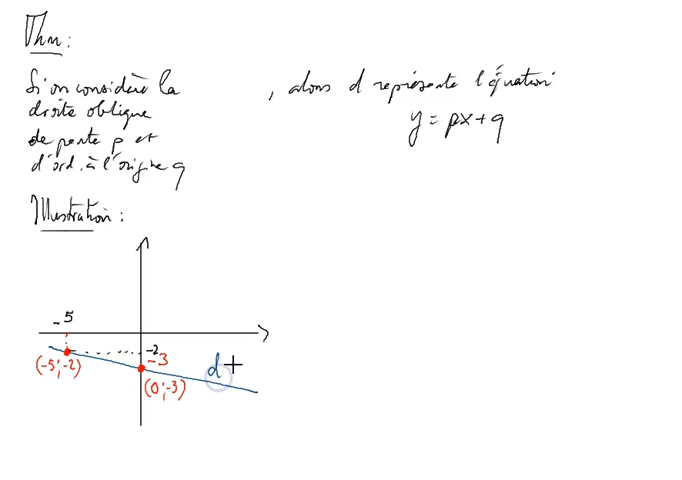 Thm :
Si on considère la , alors d représente l'équation
droite oblique
y = px + q
de pente p et
d'ord. à l'origine q
Illustration :
-5
-2
-3
(-5;-2)
d
(0;-3)